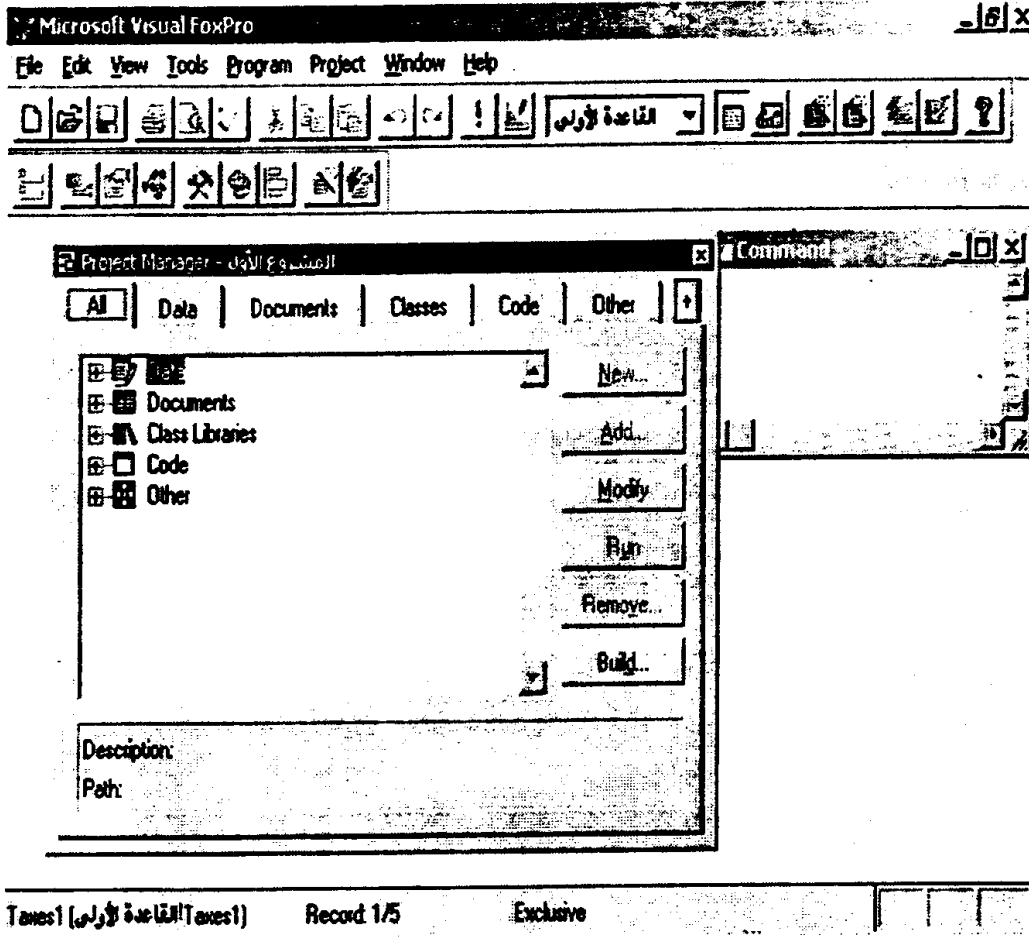 Microsoft Visual FoxPro
File Edit View Tools Program Project Window Help
القاعدة الأولى
Project Manager - المشروع الأول
Command
All Data Documents Classes Code Other
Documents
Class Libraries
Code
Other
New...
Add...
Modify
Run
Remove...
Build...
Description:
Path:
Taxes1 (القاعدة الأولى!Taxes1) Record: 1/5 Exclusive